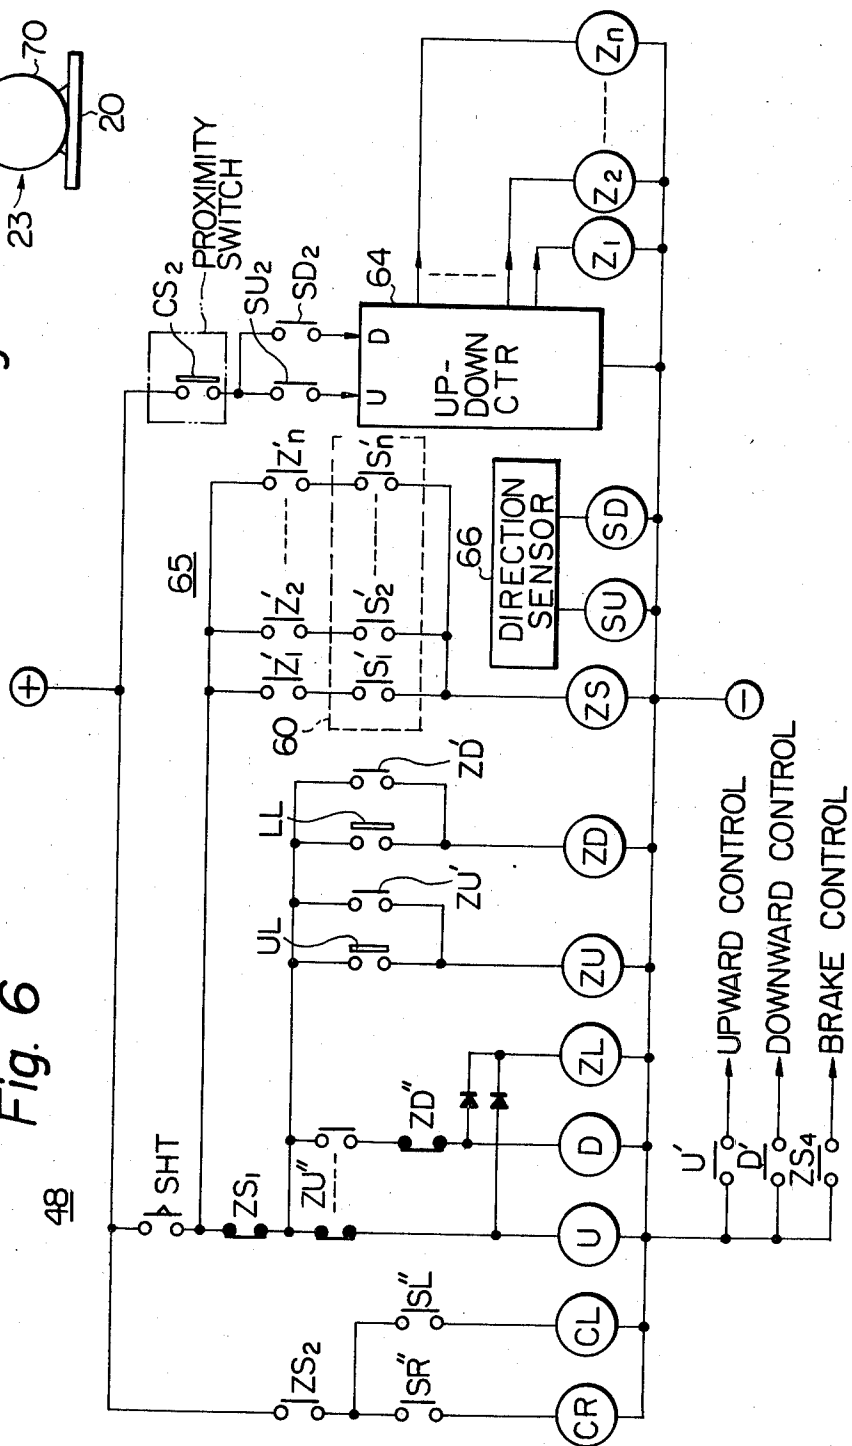 Fig. 6
48
23
70
20
PROXIMITY
SWITCH
CS2
SU2
SD2
SHT
65
ZS1
ZS2
SR"
SL"
ZU"
ZD"
UL
ZU'
LL
ZD'
60
Z'1
Z'2
Z'n
S'1
S'2
S'n
66
DIRECTION
SENSOR
64
U
D
UP-
DOWN
CTR
CR
CL
U
D
ZL
ZU
ZD
ZS
SU
SD
Z1
Z2
Zn
+
−
U'
UPWARD CONTROL
D'
DOWNWARD CONTROL
ZS4
BRAKE CONTROL